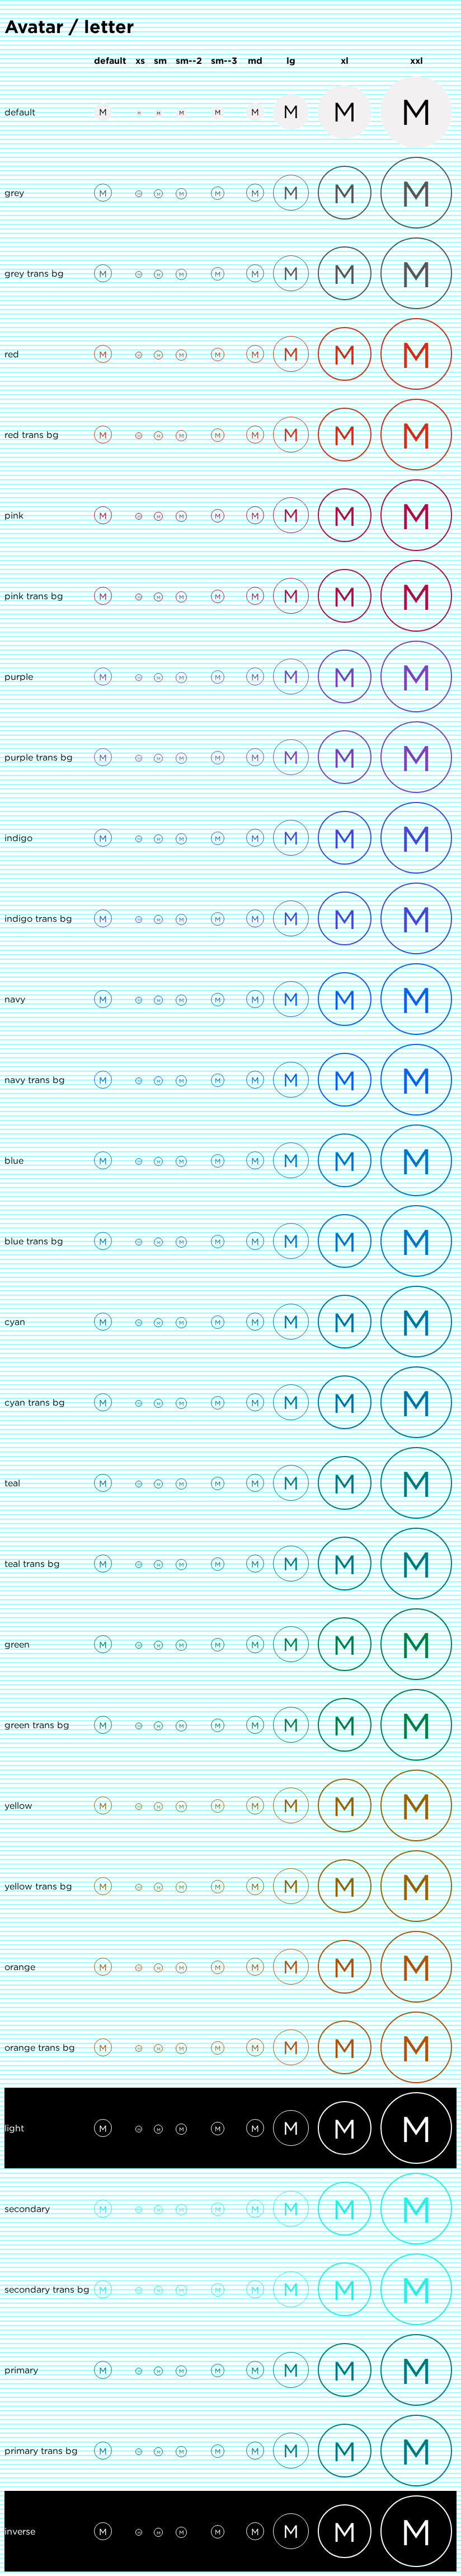 Avatar / letter
default xs sm sm--2 sm--3 md lg xl xxl
default M M M M M M M M M
grey M M M M M M M M M
grey trans bg M M M M M M M M M
red M M M M M M M M M
red trans bg M M M M M M M M M
pink M M M M M M M M M
pink trans bg M M M M M M M M M
purple M M M M M M M M M
purple trans bg M M M M M M M M M
indigo M M M M M M M M M
indigo trans bg M M M M M M M M M
navy M M M M M M M M M
navy trans bg M M M M M M M M M
blue M M M M M M M M M
blue trans bg M M M M M M M M M
cyan M M M M M M M M M
cyan trans bg M M M M M M M M M
teal M M M M M M M M M
teal trans bg M M M M M M M M M
green M M M M M M M M M
green trans bg M M M M M M M M M
yellow M M M M M M M M M
yellow trans bg M M M M M M M M M
orange M M M M M M M M M
orange trans bg M M M M M M M M M
light M M M M M M M M M
secondary M M M M M M M M M
secondary trans bg M M M M M M M M M
primary M M M M M M M M M
primary trans bg M M M M M M M M M
inverse M M M M M M M M M